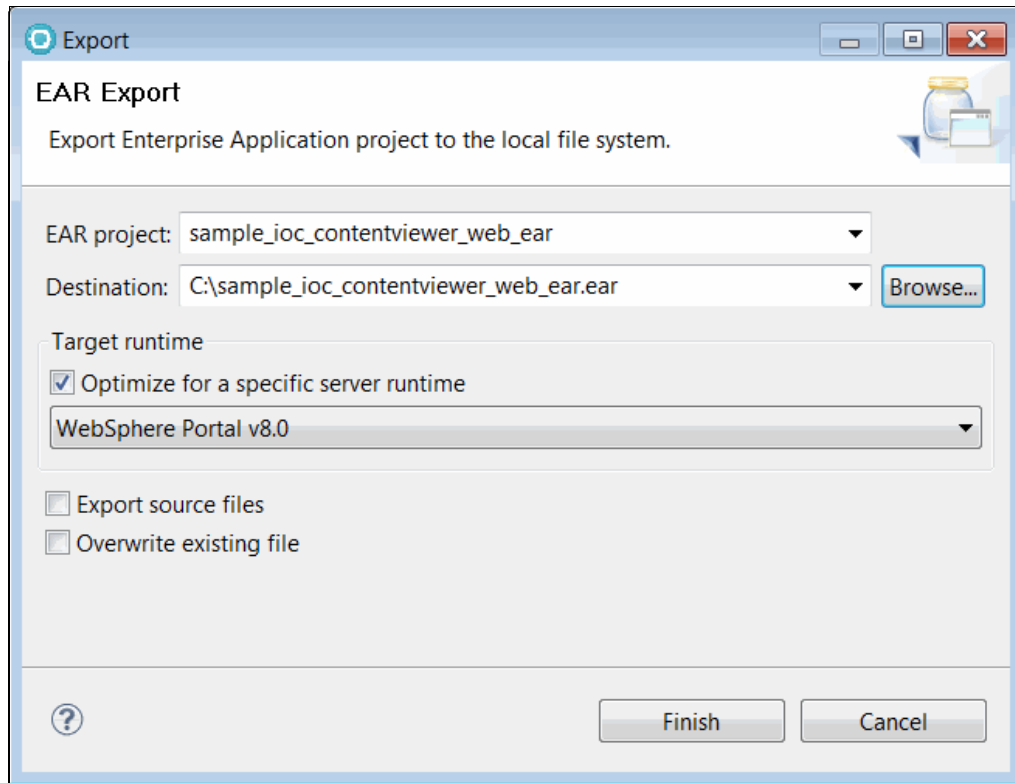 Export
EAR Export
Export Enterprise Application project to the local file system.
EAR project: sample_ioc_contentviewer_web_ear
Destination: C:\sample_ioc_contentviewer_web_ear.ear Browse...
Target runtime
Optimize for a specific server runtime
WebSphere Portal v8.0
Export source files
Overwrite existing file
? Finish Cancel